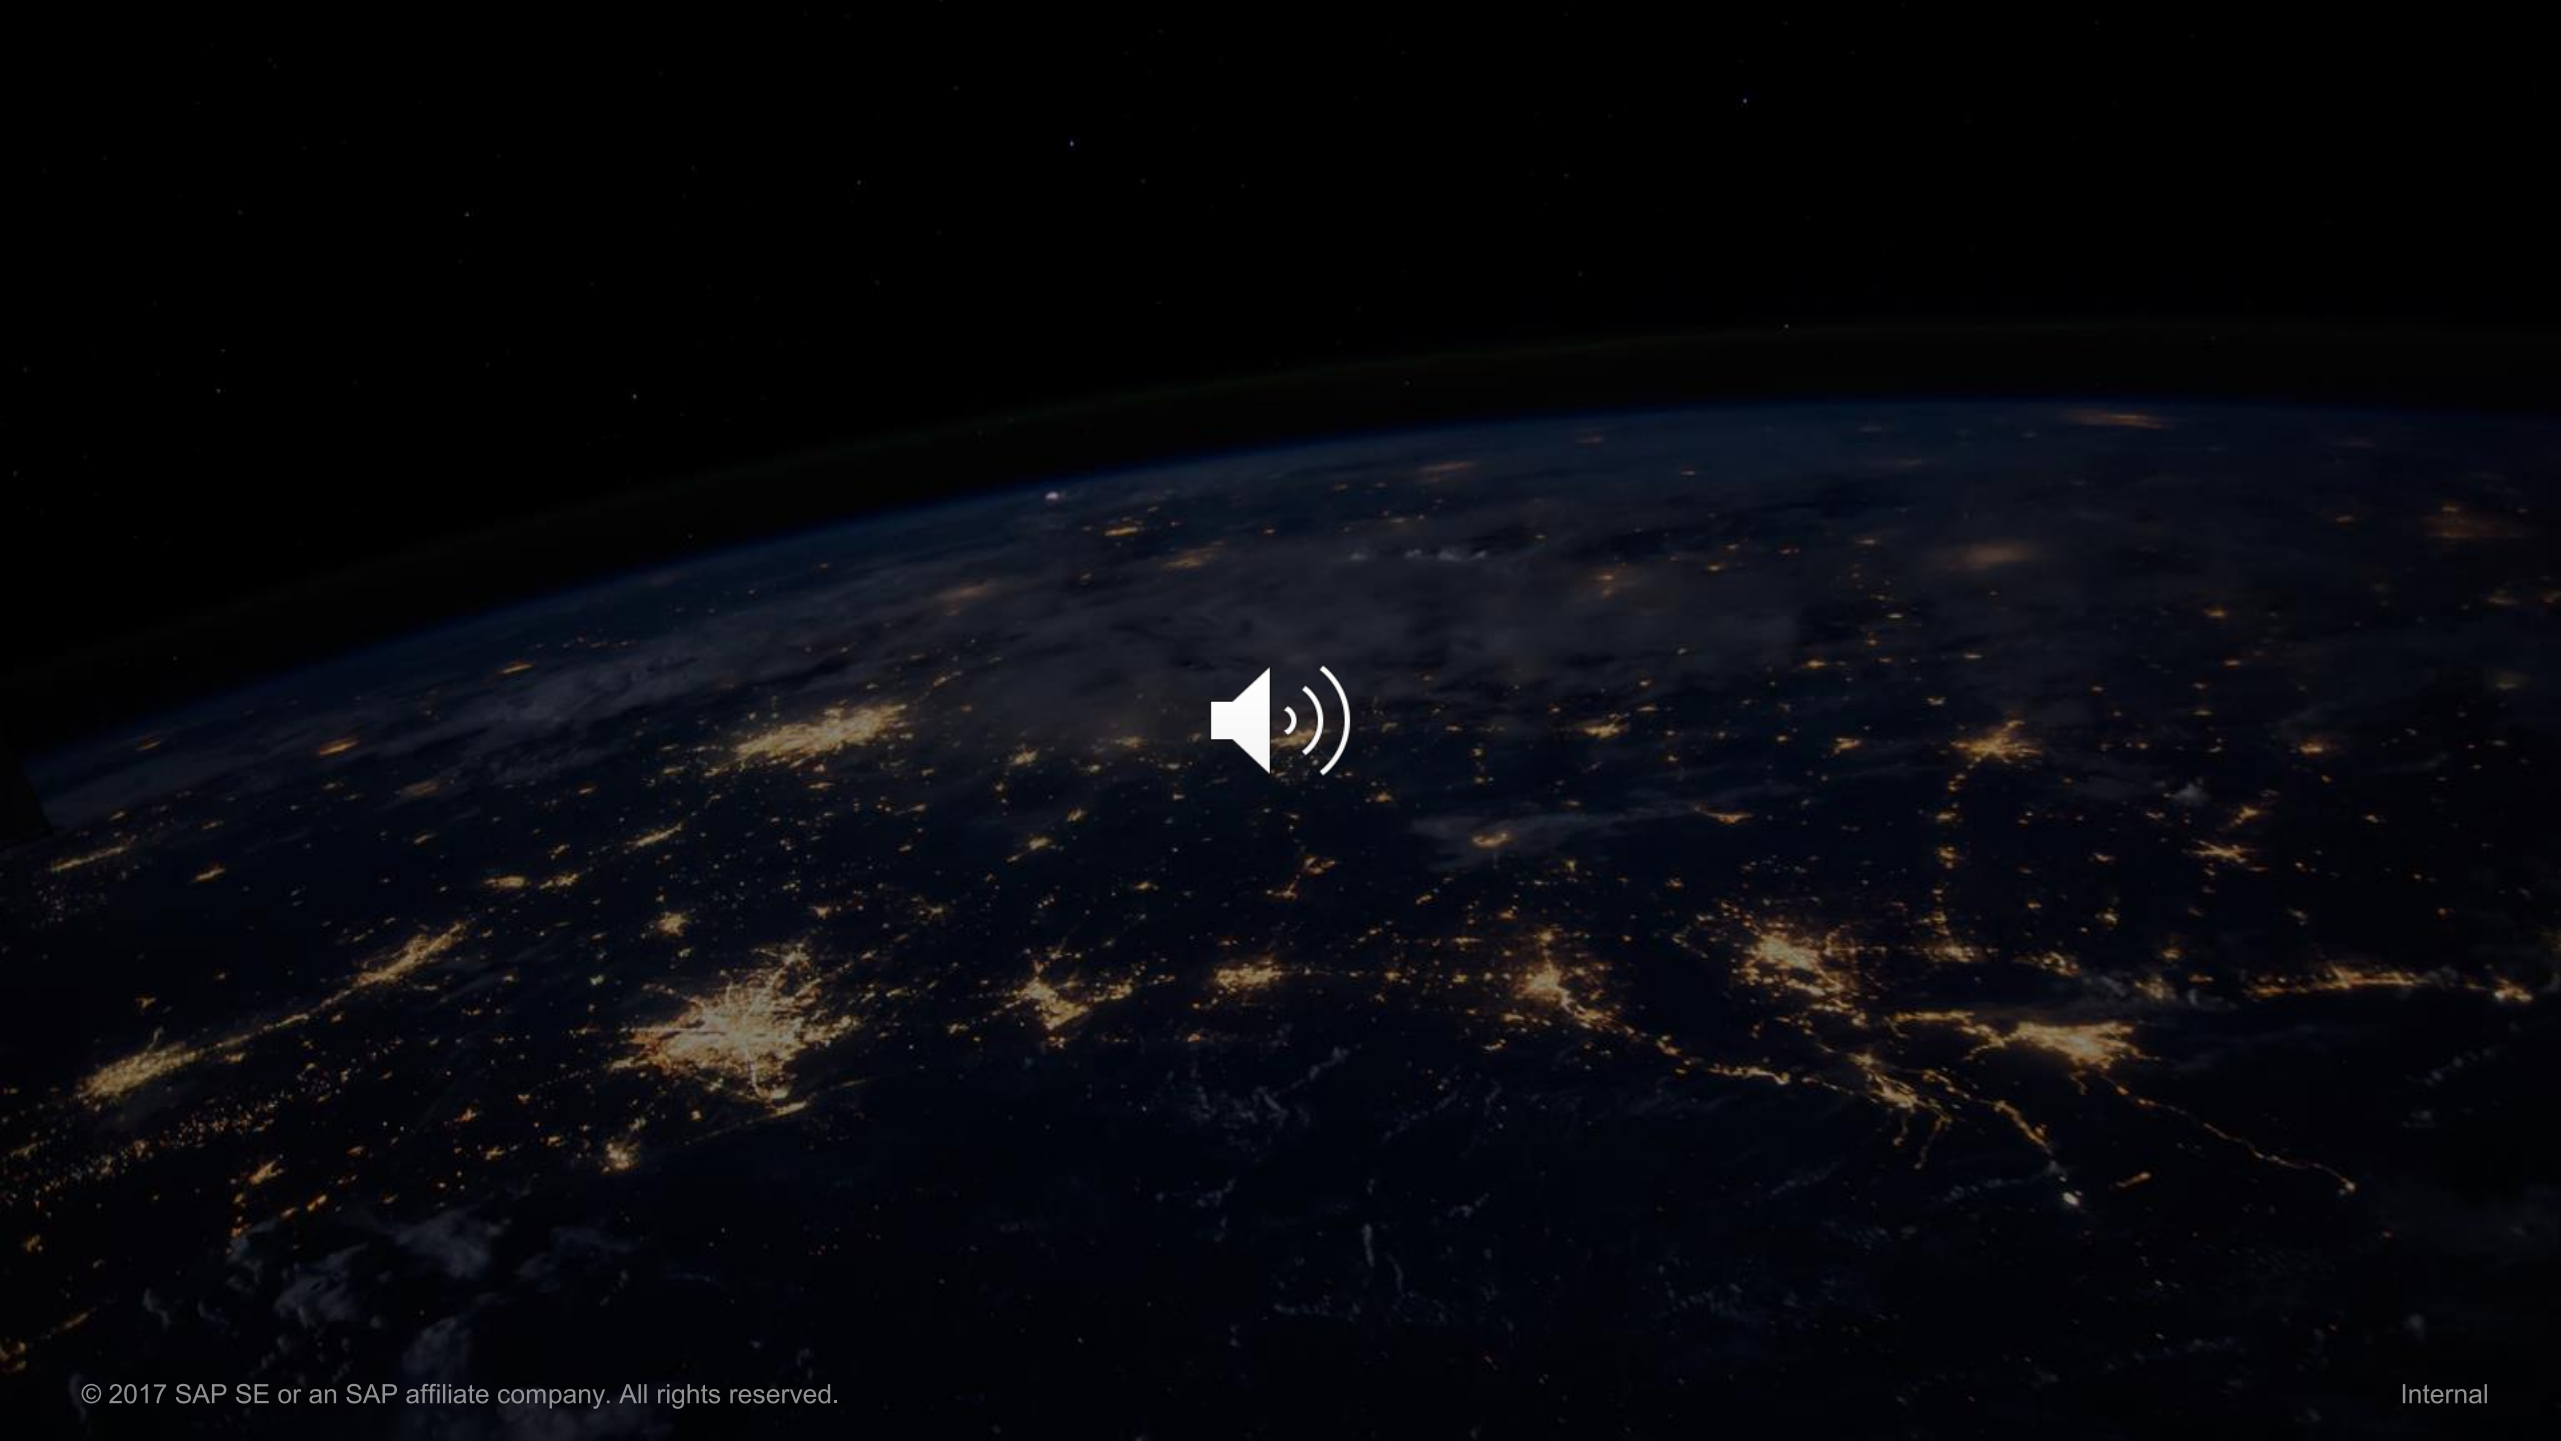 © 2017 SAP SE or an SAP affiliate company. All rights reserved.
Internal